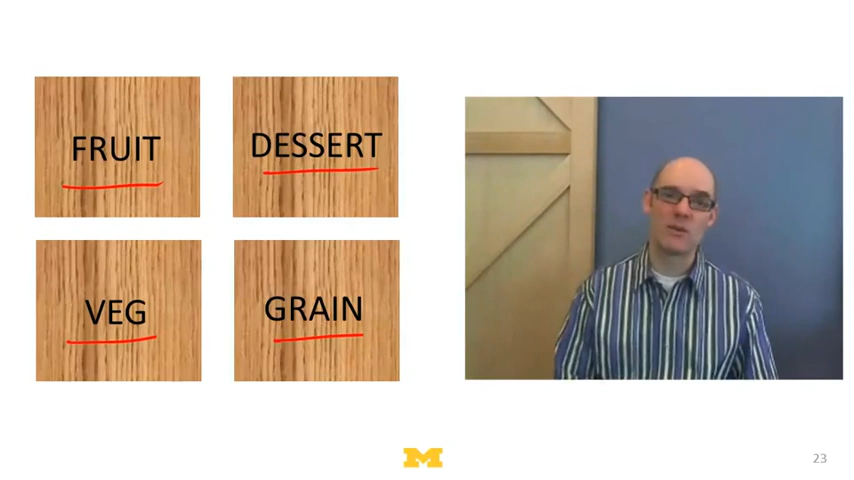 FRUIT
DESSERT
VEG
GRAIN
M
23